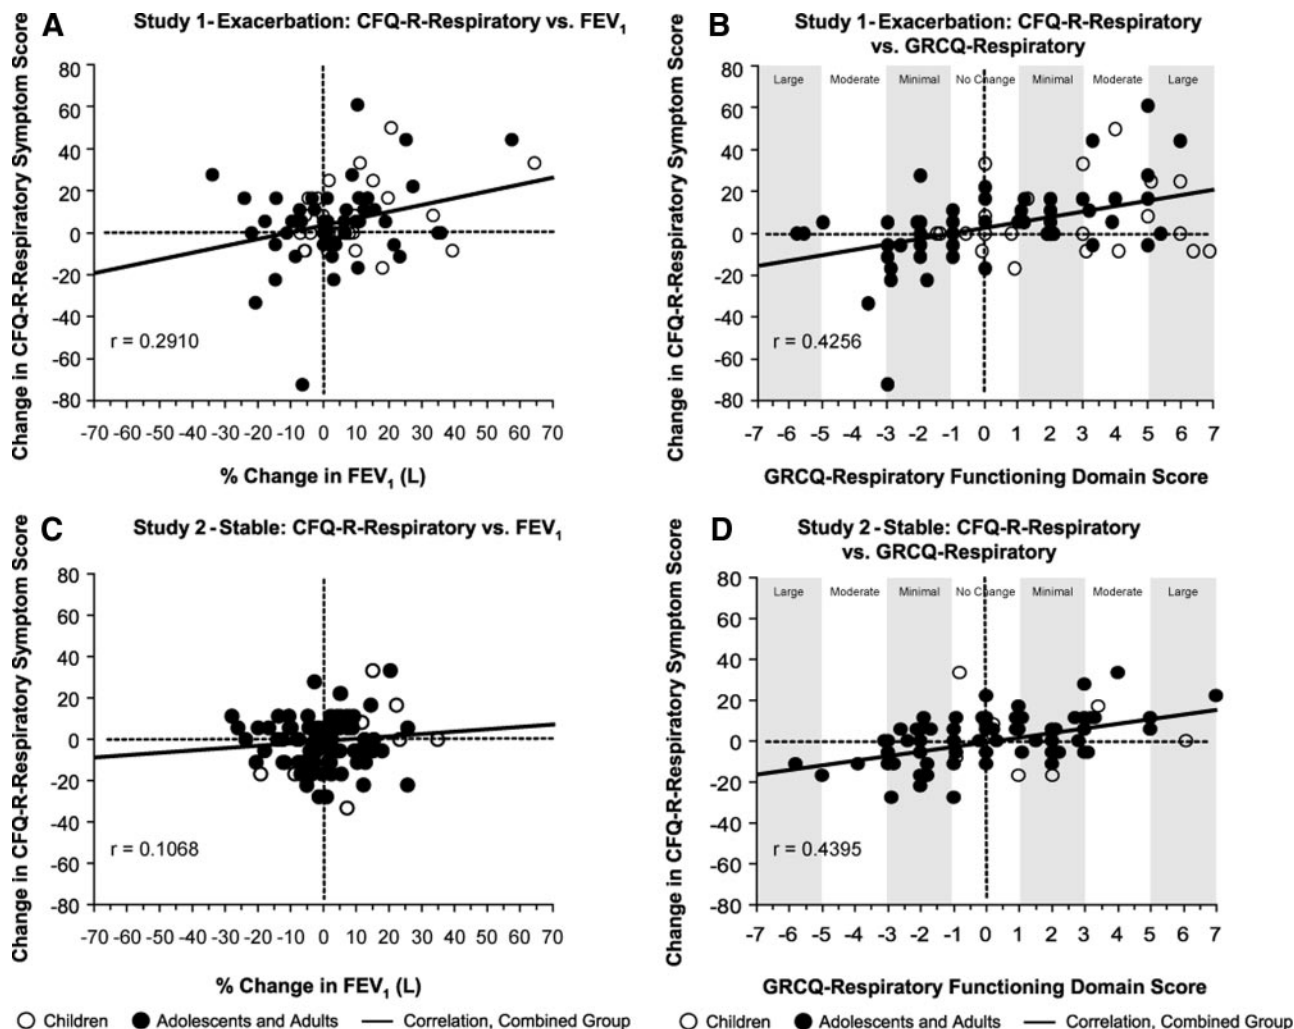 A
Study 1-Exacerbation: CFQ-R-Respiratory vs. FEV1
Change in CFQ-R-Respiratory Symptom Score
80
60
40
20
0
-20
-40
-60
-80
r = 0.2910
-70 -60 -50 -40 -30 -20 -10 0 10 20 30 40 50 60 70
% Change in FEV1 (L)
B
Study 1-Exacerbation: CFQ-R-Respiratory
vs. GRCQ-Respiratory
Change in CFQ-R-Respiratory Symptom Score
Large Moderate Minimal No Change Minimal Moderate Large
80
60
40
20
0
-20
-40
-60
-80
r = 0.4256
-7 -6 -5 -4 -3 -2 -1 0 1 2 3 4 5 6 7
GRCQ-Respiratory Functioning Domain Score
C
Study 2-Stable: CFQ-R-Respiratory vs. FEV1
Change in CFQ-R-Respiratory Symptom Score
80
60
40
20
0
-20
-40
-60
-80
r = 0.1068
-70 -60 -50 -40 -30 -20 -10 0 10 20 30 40 50 60 70
% Change in FEV1 (L)
D
Study 2-Stable: CFQ-R-Respiratory
vs. GRCQ-Respiratory
Change in CFQ-R-Respiratory Symptom Score
Large Moderate Minimal No Change Minimal Moderate Large
80
60
40
20
0
-20
-40
-60
-80
r = 0.4395
-7 -6 -5 -4 -3 -2 -1 0 1 2 3 4 5 6 7
GRCQ-Respiratory Functioning Domain Score
Children Adolescents and Adults Correlation, Combined Group
Children Adolescents and Adults Correlation, Combined Group